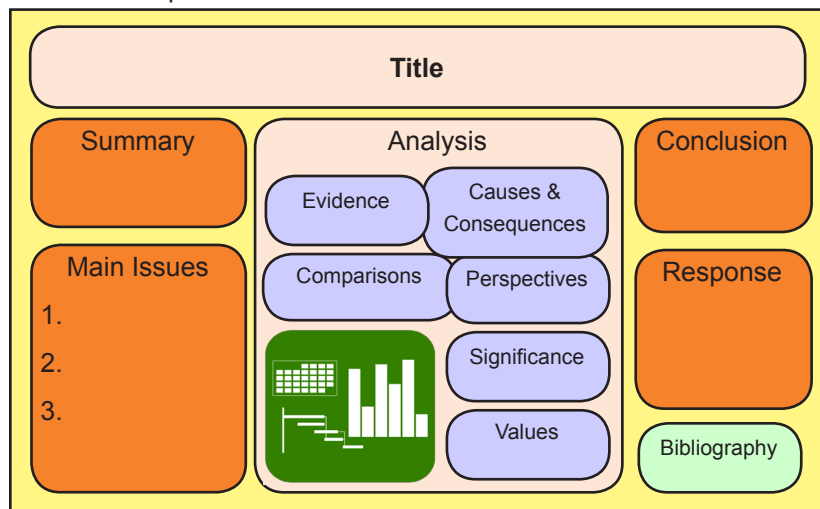 Title
Summary
Main Issues
1.
2.
3.
Analysis
Evidence
Causes &
Consequences
Comparisons
Perspectives
Significance
Values
Conclusion
Response
Bibliography